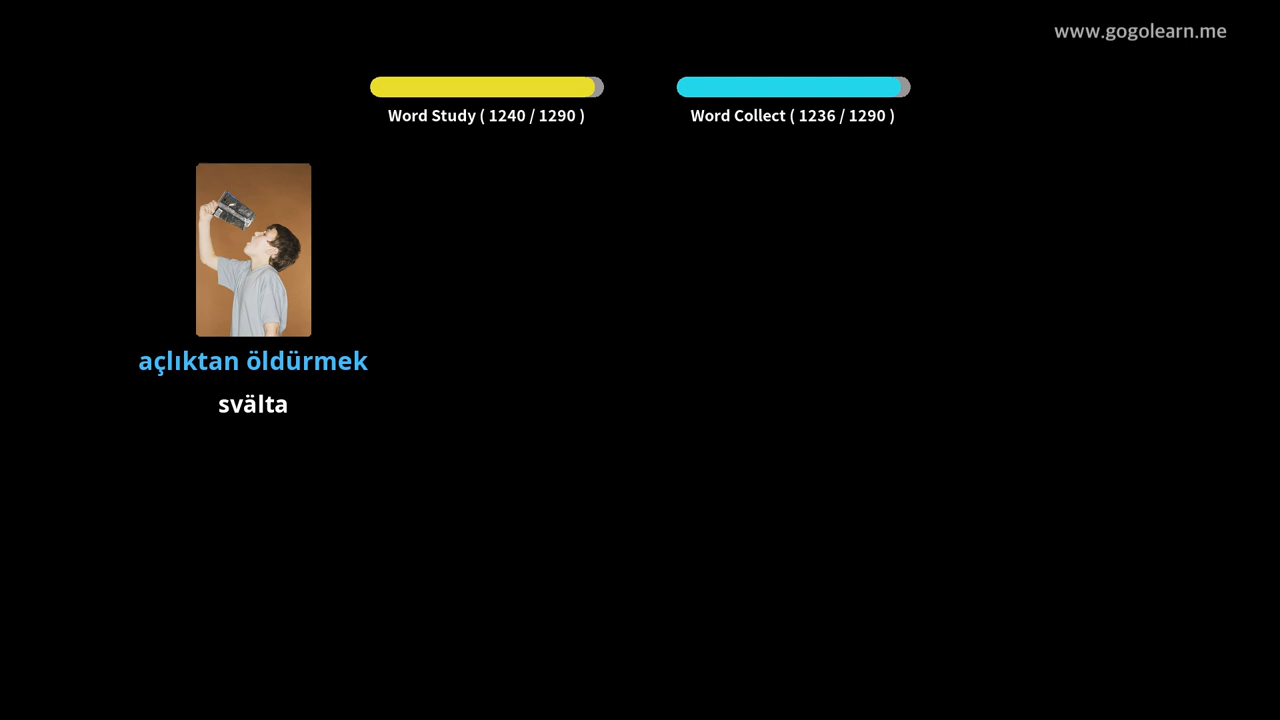 www.gogolearn.me
Word Study ( 1240 / 1290 )
Word Collect ( 1236 / 1290 )
açlıktan öldürmek
svälta